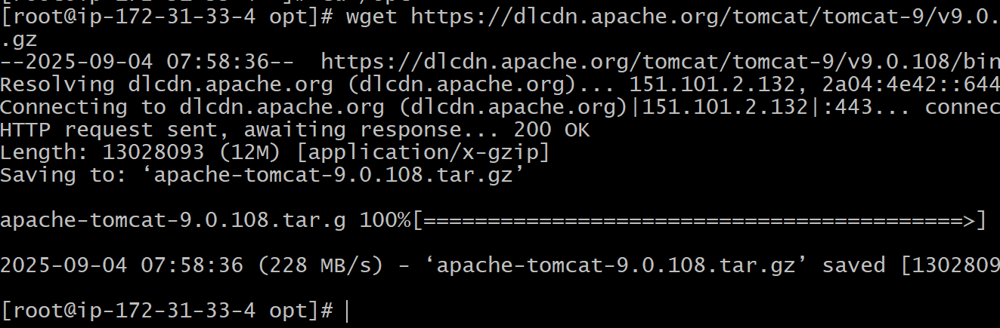 [root@ip-172-31-33-4 opt]# wget https://dlcdn.apache.org/tomcat/tomcat-9/v9.0.
.gz
--2025-09-04 07:58:36--  https://dlcdn.apache.org/tomcat/tomcat-9/v9.0.108/bin
Resolving dlcdn.apache.org (dlcdn.apache.org)... 151.101.2.132, 2a04:4e42::644
Connecting to dlcdn.apache.org (dlcdn.apache.org)|151.101.2.132|:443... connec
HTTP request sent, awaiting response... 200 OK
Length: 13028093 (12M) [application/x-gzip]
Saving to: ‘apache-tomcat-9.0.108.tar.gz’
apache-tomcat-9.0.108.tar.g 100%[==========================================>]
2025-09-04 07:58:36 (228 MB/s) - ‘apache-tomcat-9.0.108.tar.gz’ saved [1302809
[root@ip-172-31-33-4 opt]#